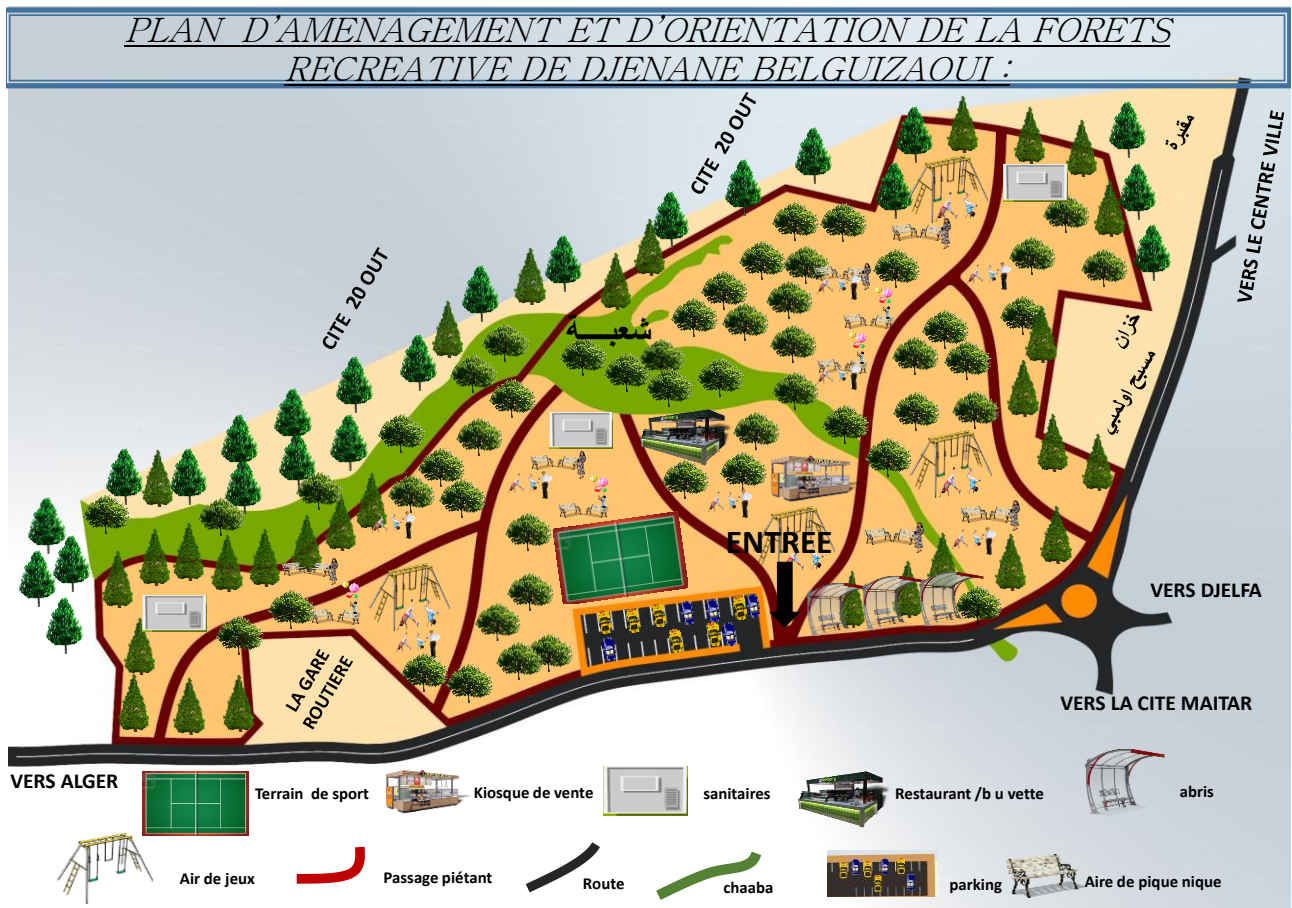 PLAN D'AMENAGEMENT ET D'ORIENTATION DE LA FORETS
RECREATIVE DE DJENANE BELGUIZAOUI :
CITE 20 OUT
CITE 20 OUT
مقبرة
VERS LE CENTRE VILLE
شعبـــة
خزان
مسبح اولمبي
ENTREE
VERS DJELFA
LA GARE
ROUTIERE
VERS LA CITE MAITAR
VERS ALGER
Terrain de sport
Kiosque de vente
sanitaires
Restaurant /b u vette
abris
Air de jeux
Passage piétant
Route
chaaba
parking
Aire de pique nique